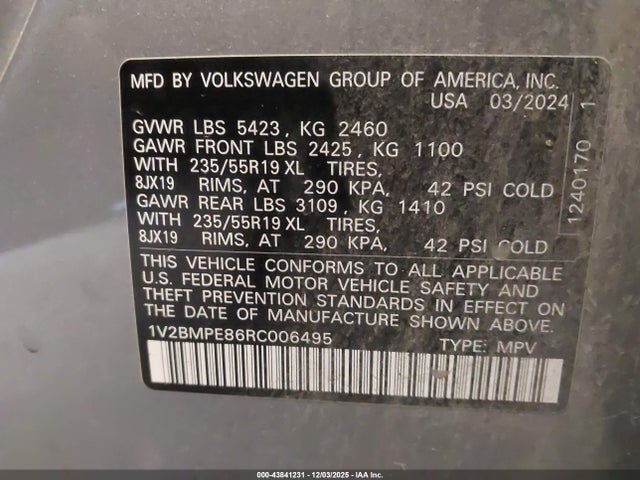 MFD BY VOLKSWAGEN GROUP OF AMERICA, INC.
USA 03/2024
GVWR LBS 5423, KG 2460
GAWR FRONT LBS 2425, KG 1100
WITH 235/55R19 XL TIRES,
8JX19 RIMS, AT 290 KPA, 42 PSI COLD
GAWR REAR LBS 3109, KG 1410
WITH 235/55R19 XL TIRES,
8JX19 RIMS, AT 290 KPA, 42 PSI COLD
THIS VEHICLE CONFORMS TO ALL APPLICABLE
U.S. FEDERAL MOTOR VEHICLE SAFETY AND
THEFT PREVENTION STANDARDS IN EFFECT ON
THE DATE OF MANUFACTURE SHOWN ABOVE.
1V2BMPE86RC006495 TYPE: MPV
1240170 1
000-43841231 - 12/03/2025 - IAA Inc.